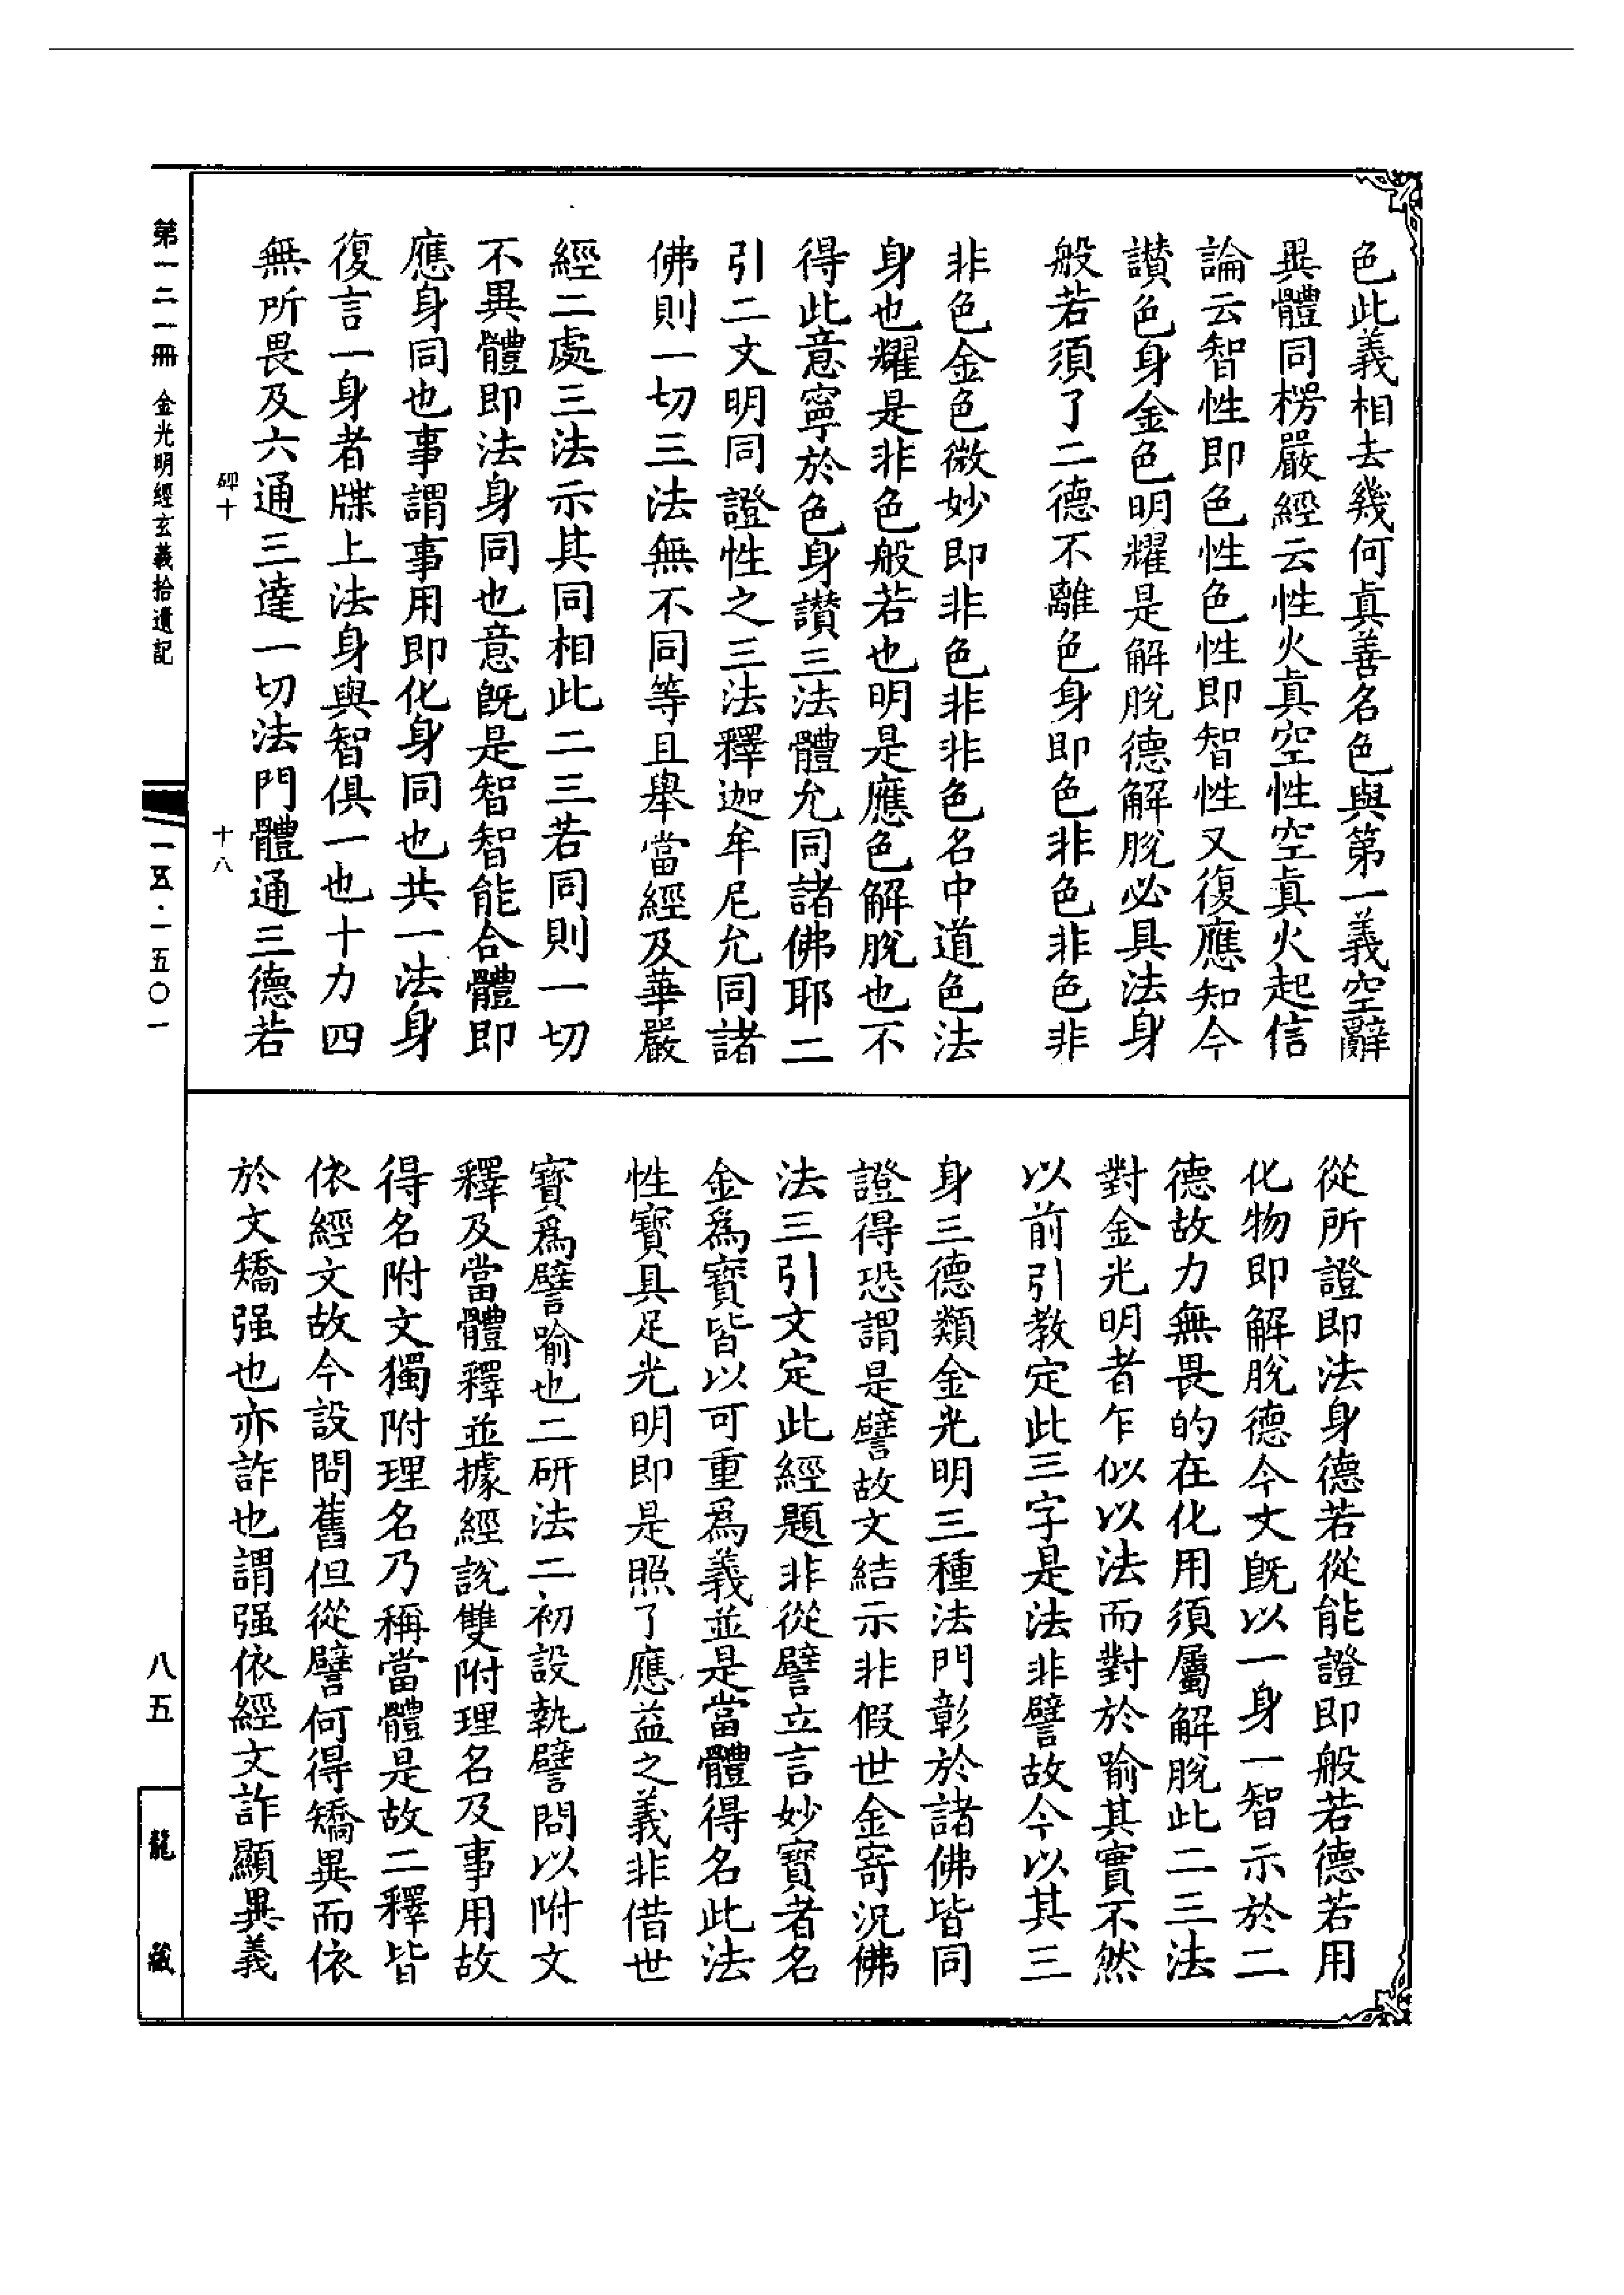 色此義相去幾何眞善名色與第一義空辭
異體同楞嚴經云性火眞空性空眞火起信
論云智性即色性色性即智性又復應知今
讃色身金色明耀是解脫德解脫必具法身
般若須了二德不離色身即色非色非色非
非色金色微妙即非色非非色名中道色法
身也耀是非色般若也明是應色解脫也不
得此意寧於色身讃三法體允同諸佛耶二
引二文明同證性之三法釋迦牟尼允同諸
佛則一切三法無不同等且舉當經及華嚴
經二處三法示其同相此二三若同則一切
不異體即法身同也意旣是智智能合體即
應身同也事謂事用即化身同也共一法身
復言一身者牒上法身與智俱一也十力四
無所畏及六通三達一切法門體通三德若
碑十 十八
從所證即法身德若從能證即般若德若用
化物即解脫德今文旣以一身一智示於二
德故力無畏的在化用須屬解脫此二三法
對金光明者乍似以法而對於喻其實不然
以前引教定此三字是法非譬故今以其三
身三德類金光明三種法門彰於諸佛皆同
證得恐謂是譬故文結示非假世金寄況佛
法三引文定此經題非從譬立言妙寶者名
金爲寶皆以可重爲義並是當體得名此法
性寶具足光明即是照了應益之義非借世
寶爲譬喻也二研法二初設執譬問以附文
釋及當體釋並據經說雙附理名及事用故
得名附文獨附理名乃稱當體是故二釋皆
依經文故今設問舊但從譬何得矯異而依
於文矯强也亦詐也謂强依經文詐顯異義
第一二一冊 金光明經玄義拾遺記
一五·一五〇一
八五
龍藏